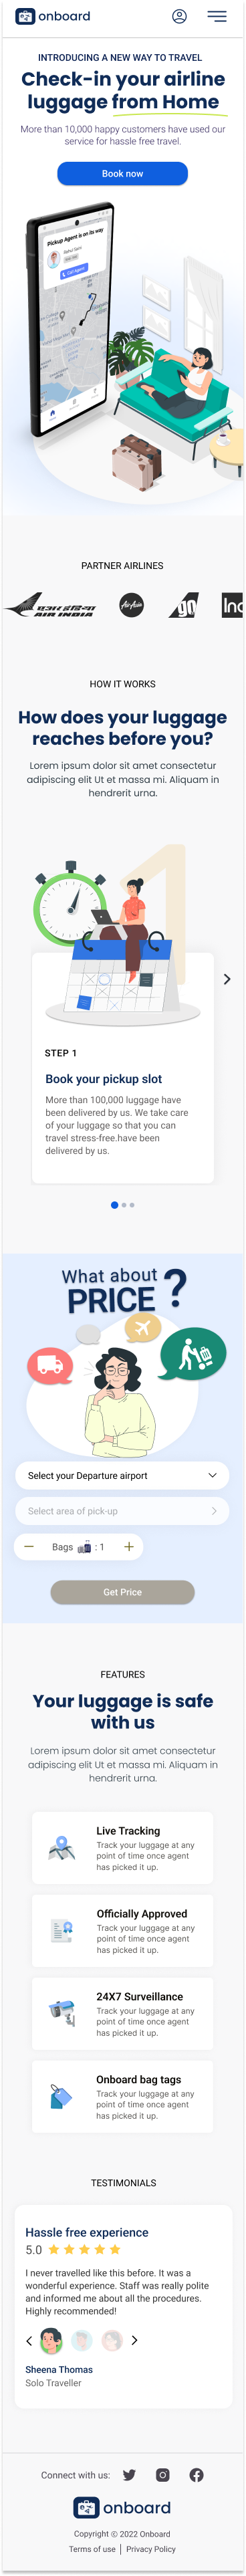 onboard
INTRODUCING A NEW WAY TO TRAVEL
Check-in your airline
luggage from Home
More than 10,000 happy customers have used our
service for hassle free travel.
Book now
Pickup Agent is on its way
Call Agent
PARTNER AIRLINES
एअर इंडिया
AIR INDIA
AirAsia
go
Ind
HOW IT WORKS
How does your luggage
reaches before you?
Lorem ipsum dolor sit amet consectetur
adipiscing elit Ut et massa mi. Aliquam in
hendrerit urna.
1
STEP 1
Book your pickup slot
More than 100,000 luggage have
been delivered by us. We take care
of your luggage so that you can
travel stress-free.have been
delivered by us.
What about
PRICE ?
Select your Departure airport
Select area of pick-up
Bags : 1
Get Price
FEATURES
Your luggage is safe
with us
Lorem ipsum dolor sit amet consectetur
adipiscing elit Ut et massa mi. Aliquam in
hendrerit urna.
Live Tracking
Track your luggage at any
point of time once agent
has picked it up.
Officially Approved
Track your luggage at any
point of time once agent
has picked it up.
24X7 Surveillance
Track your luggage at any
point of time once agent
has picked it up.
Onboard bag tags
Track your luggage at any
point of time once agent
has picked it up.
TESTIMONIALS
Hassle free experience
5.0
I never travelled like this before. It was a
wonderful experience. Staff was really polite
and informed me about all the procedures.
Highly recommended!
Sheena Thomas
Solo Traveller
Connect with us:
onboard
Copyright © 2022 Onboard
Terms of use | Privacy Policy